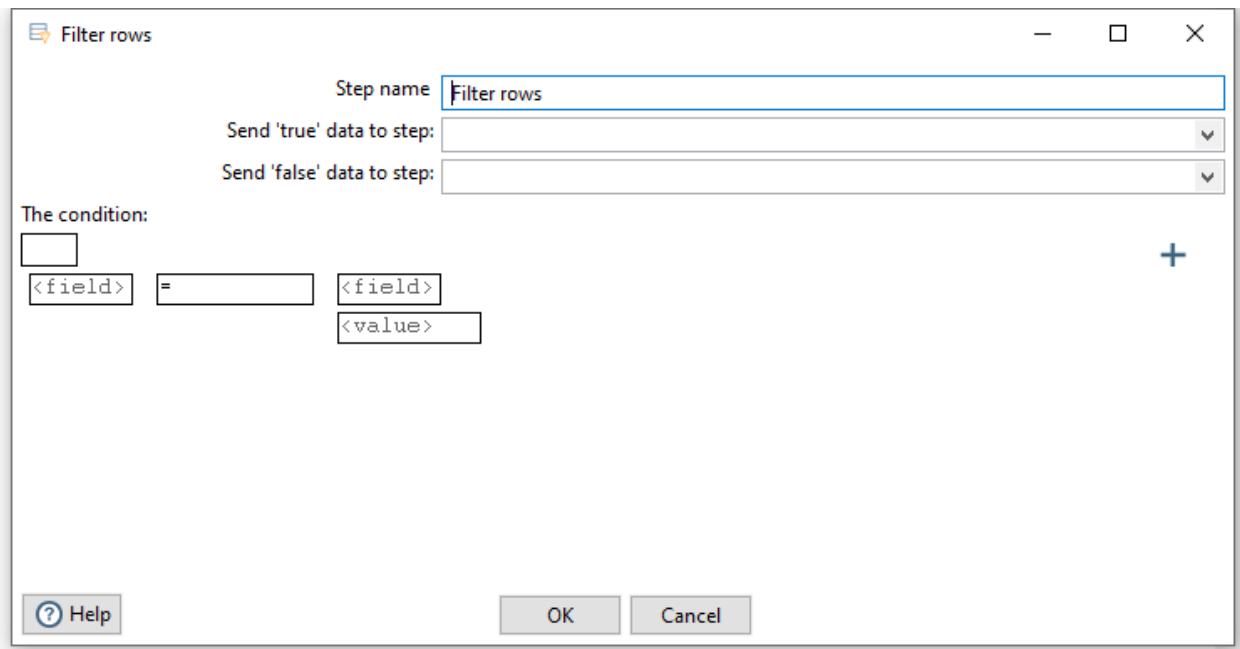 Filter rows
Step name Filter rows
Send 'true' data to step:
Send 'false' data to step:
The condition:
<field> = <field>
<value>
Help OK Cancel